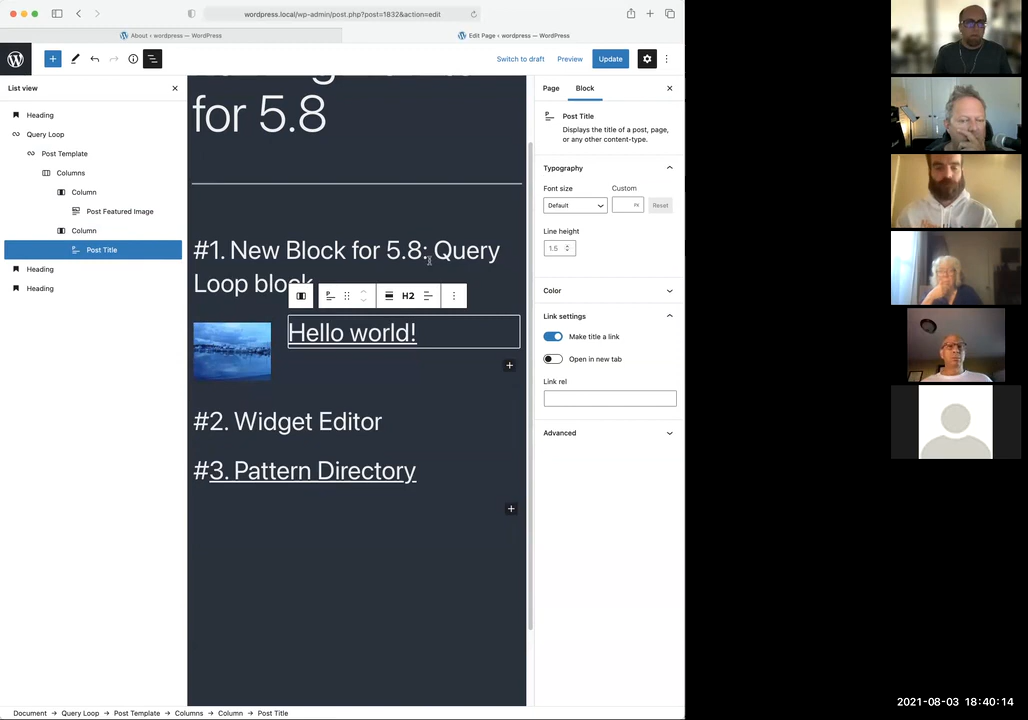 wordpress.local/wp-admin/post.php?post=1832&action=edit
About ‹ wordpress — WordPress
Edit Page ‹ wordpress — WordPress
Switch to draft
Preview
Update
List view
Heading
Query Loop
Post Template
Columns
Column
Post Featured Image
Column
Post Title
Heading
Heading
for 5.8
#1. New Block for 5.8: Query
Loop block
H2
Hello world!
#2. Widget Editor
#3. Pattern Directory
Page
Block
Post Title
Displays the title of a post, page,
or any other content-type.
Typography
Font size
Custom
Default
PX
Reset
Line height
1.5
Color
Link settings
Make title a link
Open in new tab
Link rel
Advanced
Document → Query Loop → Post Template → Columns → Column → Post Title
2021-08-03 18:40:14